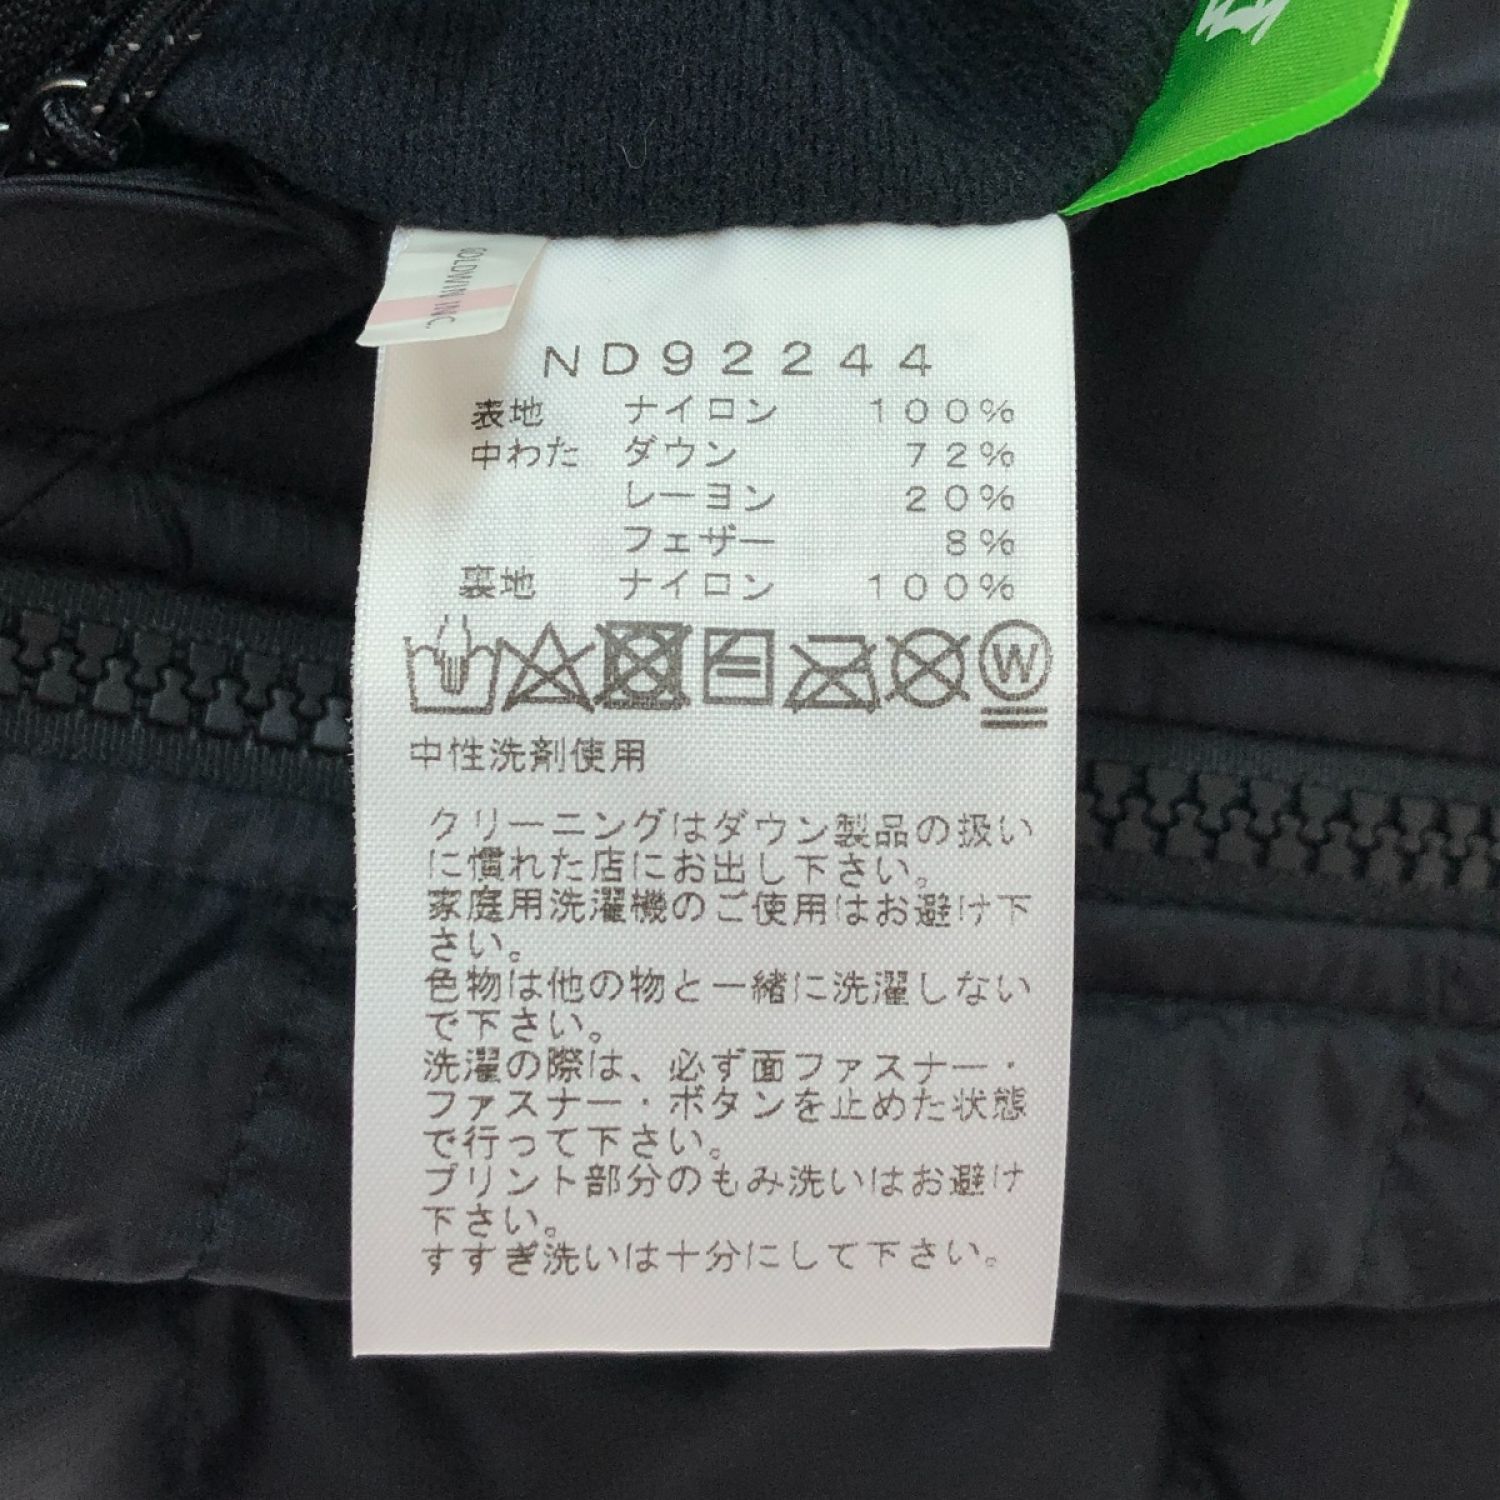 GOLDWIN INC.
ND92244
表地 ナイロン 100%
中わた ダウン 72%
レーヨン 20%
フェザー 8%
裏地 ナイロン 100%
W
中性洗剤使用
クリーニングはダウン製品の扱い
に慣れた店にお出し下さい。
家庭用洗濯機のご使用はお避け下
さい。
色物は他の物と一緒に洗濯しない
で下さい。
洗濯の際は、必ず面ファスナー・
ファスナー・ボタンを止めた状態
で行って下さい。
プリント部分のもみ洗いはお避け
下さい。
すすぎ洗いは十分にして下さい。